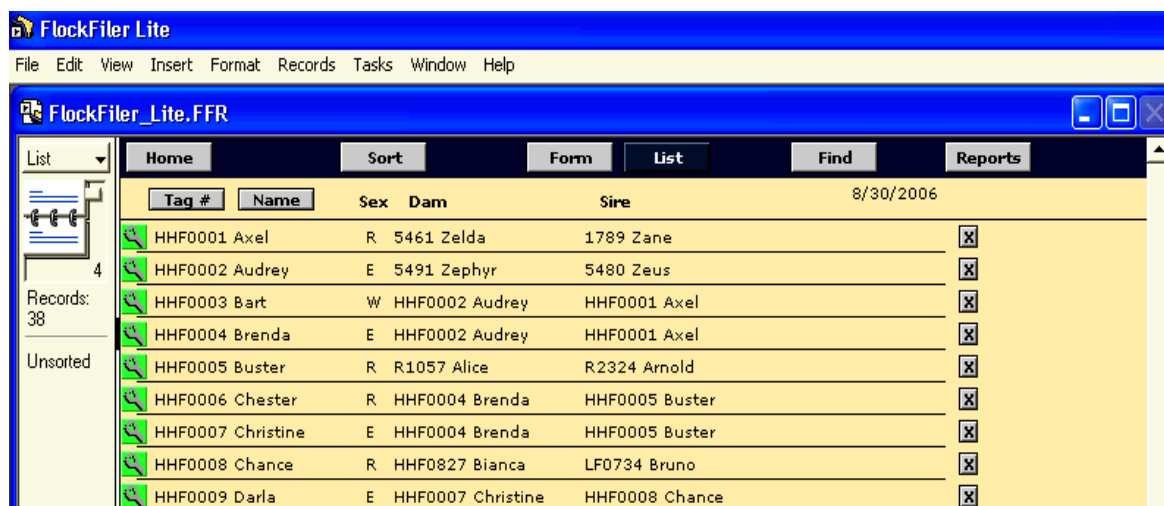 FlockFiler Lite
File Edit View Insert Format Records Tasks Window Help
FlockFiler_Lite.FFR
List Home Sort Form List Find Reports
Tag # Name Sex Dam Sire 8/30/2006
HHF0001 Axel R 5461 Zelda 1789 Zane X
HHF0002 Audrey E 5491 Zephyr 5480 Zeus X
4
HHF0003 Bart W HHF0002 Audrey HHF0001 Axel X
Records:
38
HHF0004 Brenda E HHF0002 Audrey HHF0001 Axel X
Unsorted
HHF0005 Buster R R1057 Alice R2324 Arnold X
HHF0006 Chester R HHF0004 Brenda HHF0005 Buster X
HHF0007 Christine E HHF0004 Brenda HHF0005 Buster X
HHF0008 Chance R HHF0827 Bianca LF0734 Bruno X
HHF0009 Darla E HHF0007 Christine HHF0008 Chance X